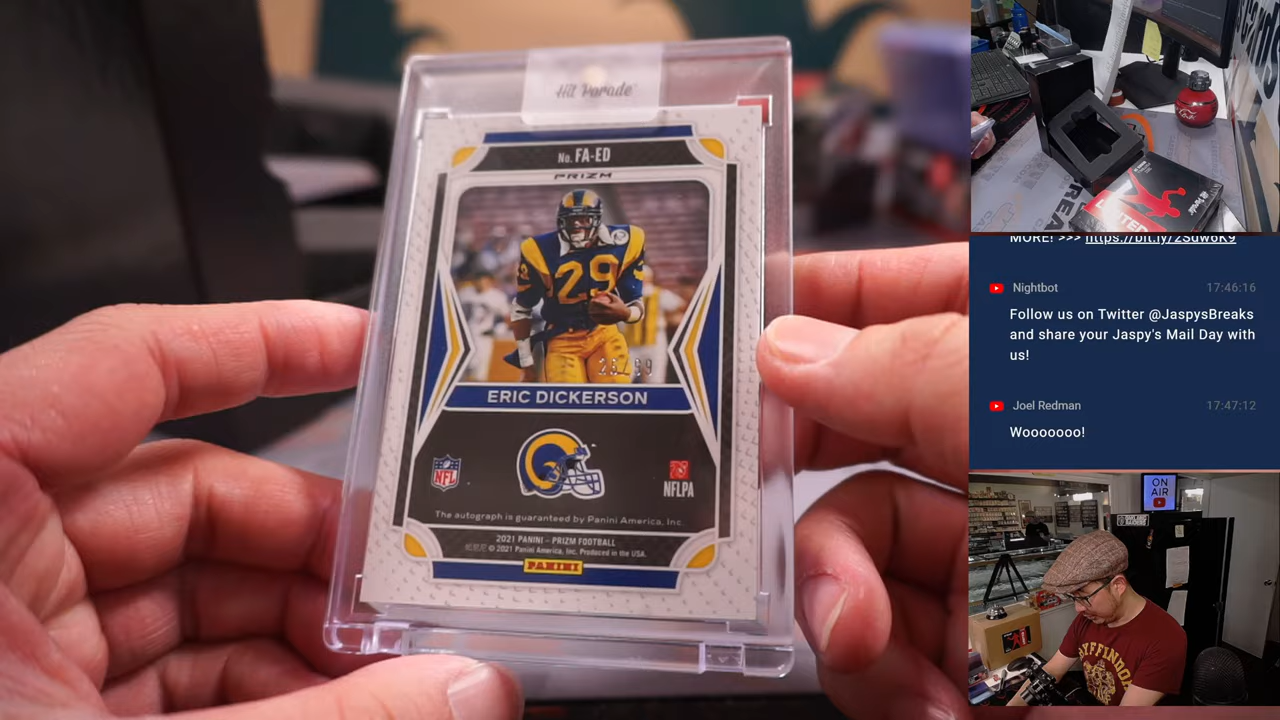 Hit Parade
No. FA-ED
PRIZM
29
ERIC DICKERSON
NFL
NFLPA
The autograph is guaranteed by Panini America, Inc.
2021 PANINI - PRIZM FOOTBALL
© 2021 Panini America, Inc. Produced in the USA.
PANINI
MORE! >>> https://bit.ly/2Sdw6K9
Nightbot
17:46:16
Follow us on Twitter @JaspysBreaks
and share your Jaspy's Mail Day with
us!
Joel Redman
17:47:12
Wooooooo!
ON
AIR